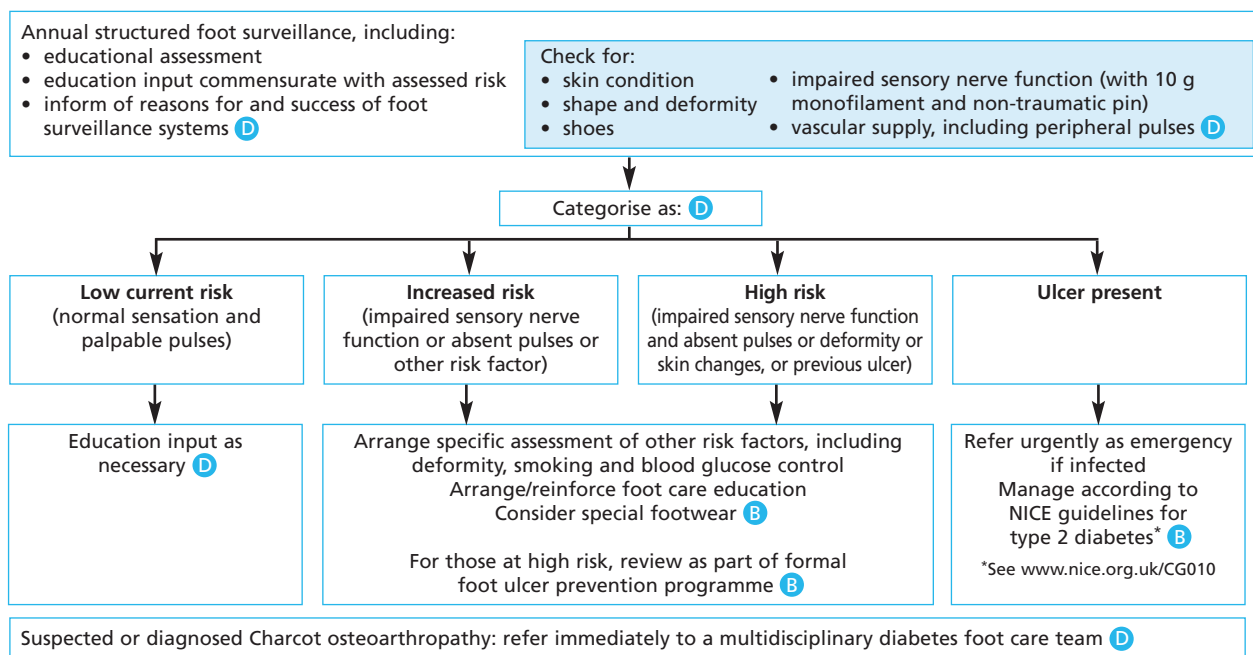 Annual structured foot surveillance, including:
• educational assessment
• education input commensurate with assessed risk
• inform of reasons for and success of foot
surveillance systems D
Check for:
• skin condition
• shape and deformity
• shoes
• impaired sensory nerve function (with 10 g
monofilament and non-traumatic pin)
• vascular supply, including peripheral pulses D
Categorise as: D
Low current risk
(normal sensation and
palpable pulses)
Increased risk
(impaired sensory nerve
function or absent pulses or
other risk factor)
High risk
(impaired sensory nerve function
and absent pulses or deformity or
skin changes, or previous ulcer)
Ulcer present
Education input as
necessary D
Arrange specific assessment of other risk factors, including
deformity, smoking and blood glucose control
Arrange/reinforce foot care education
Consider special footwear B
For those at high risk, review as part of formal
foot ulcer prevention programme B
Refer urgently as emergency
if infected
Manage according to
NICE guidelines for
type 2 diabetes* B
*See www.nice.org.uk/CG010
Suspected or diagnosed Charcot osteoarthropathy: refer immediately to a multidisciplinary diabetes foot care team D